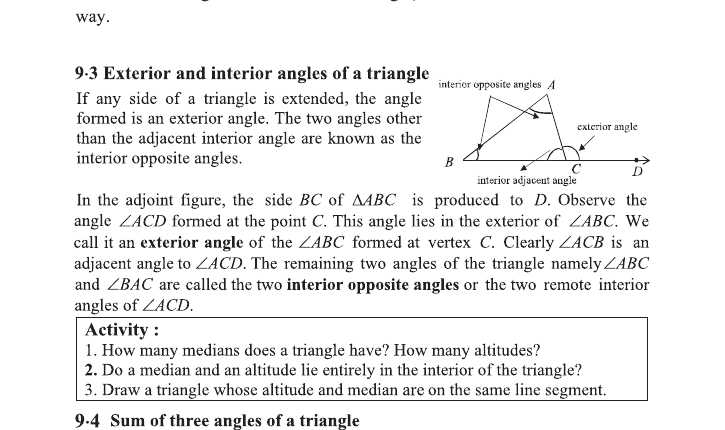 way.
9·3 Exterior and interior angles of a triangle
If any side of a triangle is extended, the angle
formed is an exterior angle. The two angles other
than the adjacent interior angle are known as the
interior opposite angles.
interior opposite angles A
exterior angle
B
C
D
interior adjacent angle
In the adjoint figure, the side BC of ΔABC is produced to D. Observe the
angle ∠ACD formed at the point C. This angle lies in the exterior of ∠ABC. We
call it an exterior angle of the ∠ABC formed at vertex C. Clearly ∠ACB is an
adjacent angle to ∠ACD. The remaining two angles of the triangle namely ∠ABC
and ∠BAC are called the two interior opposite angles or the two remote interior
angles of ∠ACD.
Activity :
1. How many medians does a triangle have? How many altitudes?
2. Do a median and an altitude lie entirely in the interior of the triangle?
3. Draw a triangle whose altitude and median are on the same line segment.
9·4 Sum of three angles of a triangle